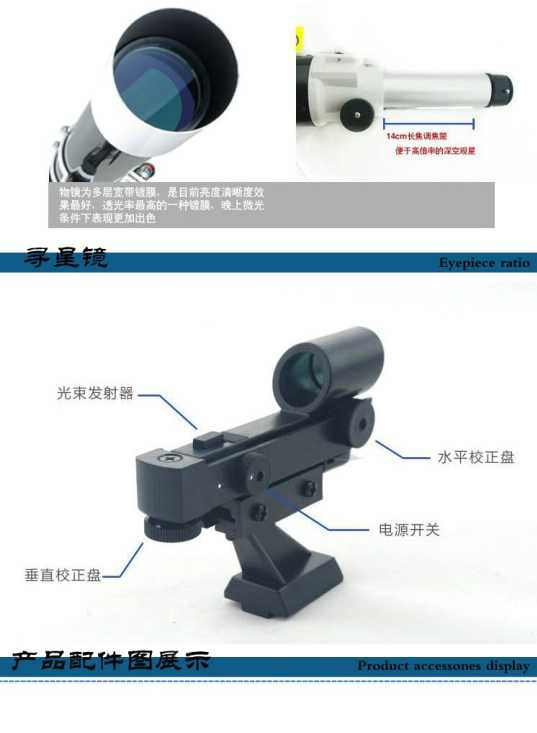 14cm长焦调焦筒
便于高倍率的深空观星
物镜为多层宽带镀膜，是目前亮度清晰度效
果最好，透光率最高的一种镀膜，晚上微光
条件下表现更加出色
寻星镜
Eyepiece ratio
光束发射器
水平校正盘
电源开关
垂直校正盘
产品配件图展示
Product accessones display